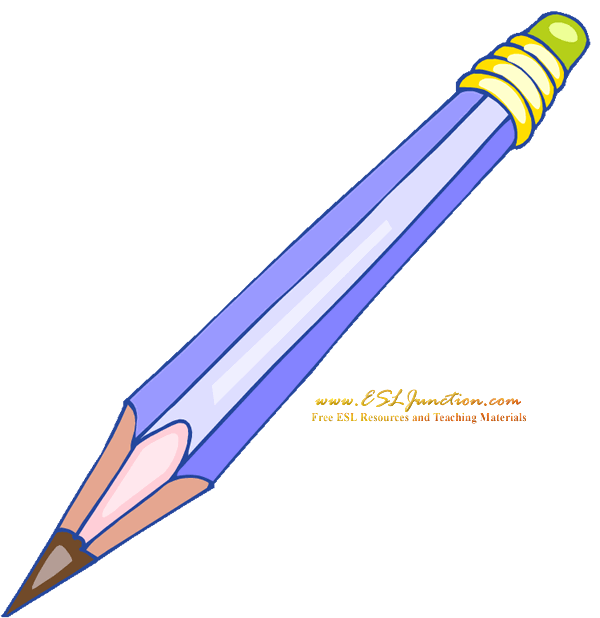 www.ESLJunction.com
Free ESL Resources and Teaching Materials